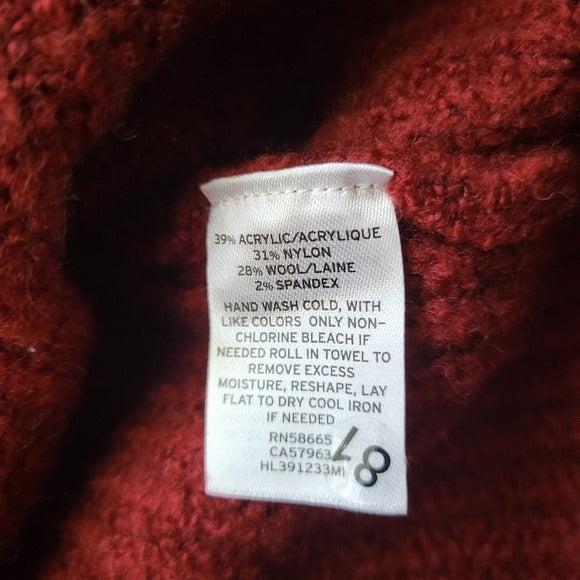 39% ACRYLIC/ACRYLIQUE
31% NYLON
28% WOOL/LAINE
2% SPANDEX
HAND WASH COLD, WITH
LIKE COLORS ONLY NON-
CHLORINE BLEACH IF
NEEDED ROLL IN TOWEL TO
REMOVE EXCESS
MOISTURE, RESHAPE, LAY
FLAT TO DRY COOL IRON
IF NEEDED
RN58665
CA57963
HL391233MI
87